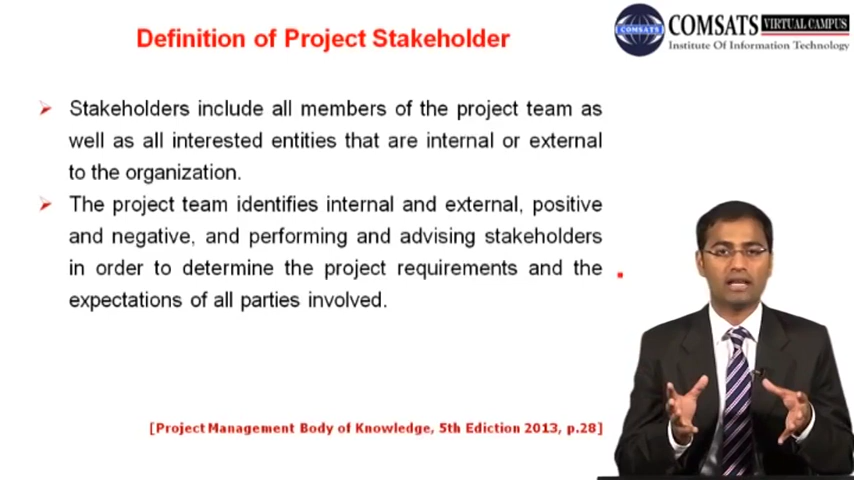 Definition of Project Stakeholder
COMSATS
COMSATS VIRTUAL CAMPUS
Institute Of Information Technology
➢ Stakeholders include all members of the project team as
well as all interested entities that are internal or external
to the organization.
➢ The project team identifies internal and external, positive
and negative, and performing and advising stakeholders
in order to determine the project requirements and the
expectations of all parties involved.
[Project Management Body of Knowledge, 5th Ediction 2013, p.28]